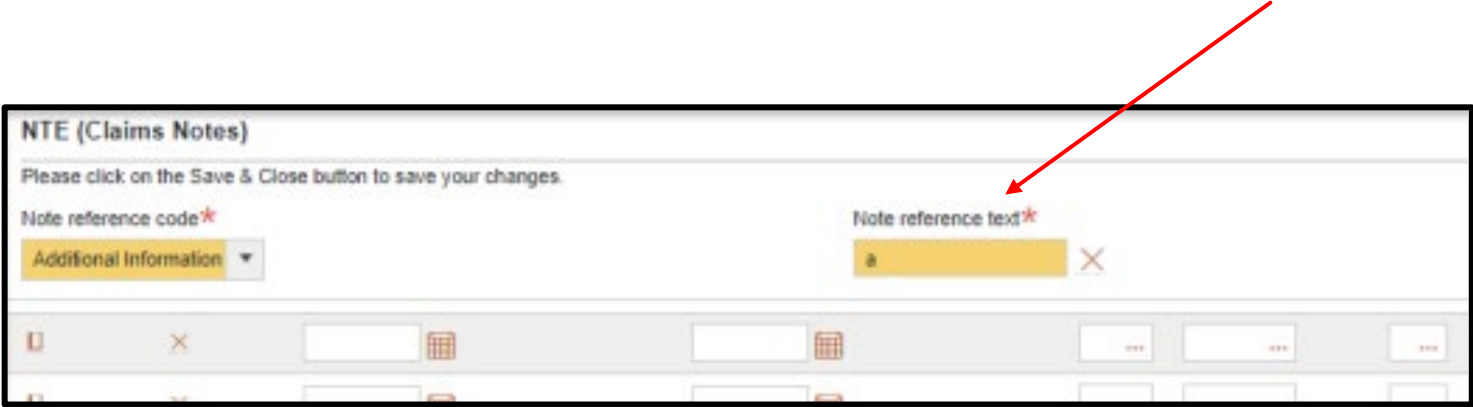 NTE (Claims Notes)
Please click on the Save & Close button to save your changes.
Note reference code*
Note reference text*
Additional Information
a
... ... ...